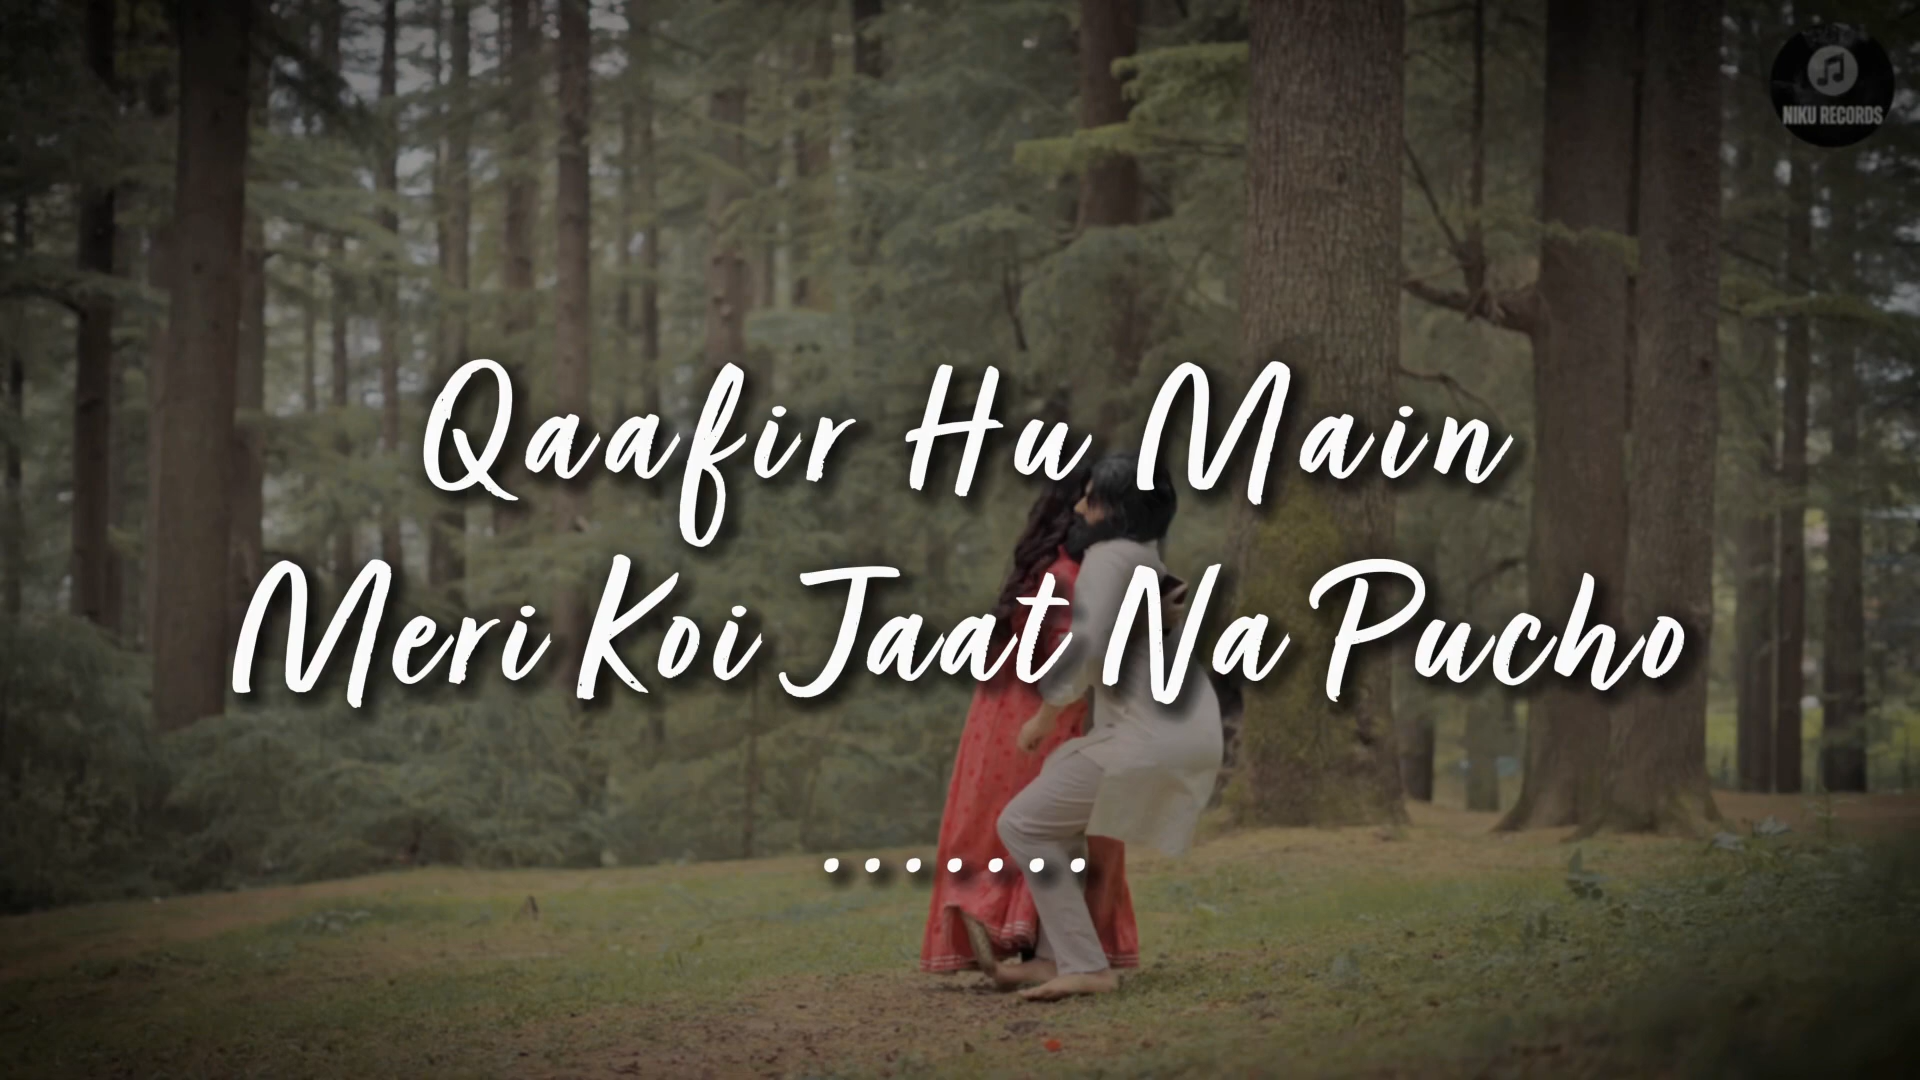 NIKU RECORDS
Qaafir Hu Main
Meri Koi Jaat Na Pucho
.......